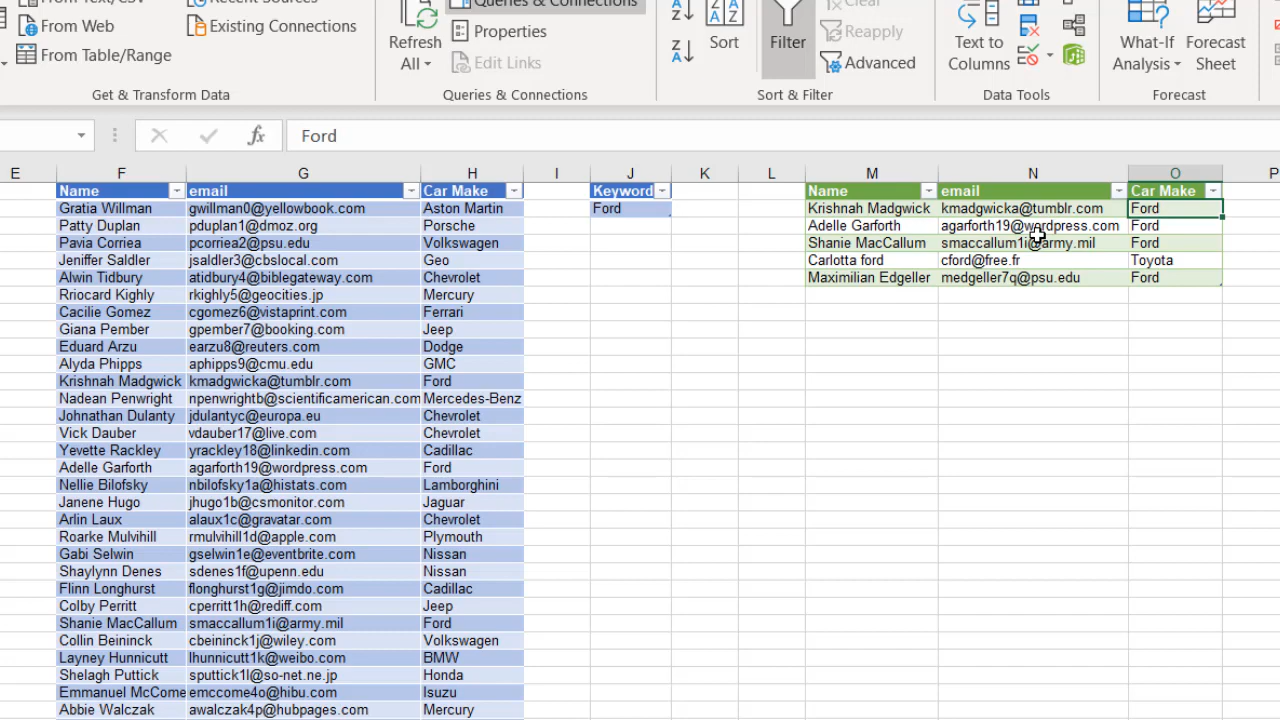 From Text/CSV Recent Sources Queries & Connections Clear
From Web Existing Connections Refresh All Properties Sort Filter Reapply Text to Columns What-If Analysis Forecast Sheet
From Table/Range Edit Links Advanced
Get & Transform Data Queries & Connections Sort & Filter Data Tools Forecast
fx Ford
E F G H I J K L M N O P
Name email Car Make Keyword Name email Car Make
Gratia Willman gwillman0@yellowbook.com Aston Martin Ford Krishnah Madgwick kmadgwicka@tumblr.com Ford
Patty Duplan pduplan1@dmoz.org Porsche Adelle Garforth agarforth19@wordpress.com Ford
Pavia Corriea pcorriea2@psu.edu Volkswagen Shanie MacCallum smaccallum1i@army.mil Ford
Jeniffer Saldler jsaldler3@cbslocal.com Geo Carlotta ford cford@free.fr Toyota
Alwin Tidbury atidbury4@biblegateway.com Chevrolet Maximilian Edgeller medgeller7q@psu.edu Ford
Rriocard Kighly rkighly5@geocities.jp Mercury
Cacilie Gomez cgomez6@vistaprint.com Ferrari
Giana Pember gpember7@booking.com Jeep
Eduard Arzu earzu8@reuters.com Dodge
Alyda Phipps aphipps9@cmu.edu GMC
Krishnah Madgwick kmadgwicka@tumblr.com Ford
Nadean Penwright npenwrightb@scientificamerican.com Mercedes-Benz
Johnathan Dulanty jdulantyc@europa.eu Chevrolet
Vick Dauber vdauber17@live.com Chevrolet
Yevette Rackley yrackley18@linkedin.com Cadillac
Adelle Garforth agarforth19@wordpress.com Ford
Nellie Bilofsky nbilofsky1a@histats.com Lamborghini
Janene Hugo jhugo1b@csmonitor.com Jaguar
Arlin Laux alaux1c@gravatar.com Chevrolet
Roarke Mulvihill rmulvihill1d@apple.com Plymouth
Gabi Selwin gselwin1e@eventbrite.com Nissan
Shaylynn Denes sdenes1f@upenn.edu Nissan
Flinn Longhurst flonghurst1g@jimdo.com Cadillac
Colby Perritt cperritt1h@rediff.com Jeep
Shanie MacCallum smaccallum1i@army.mil Ford
Collin Beininck cbeininck1j@wiley.com Volkswagen
Layney Hunnicutt lhunnicutt1k@weibo.com BMW
Shelagh Puttick sputtick1l@so-net.ne.jp Honda
Emmanuel McCome emccome4o@hibu.com Isuzu
Abbie Walczak awalczak4p@hubpages.com Mercury